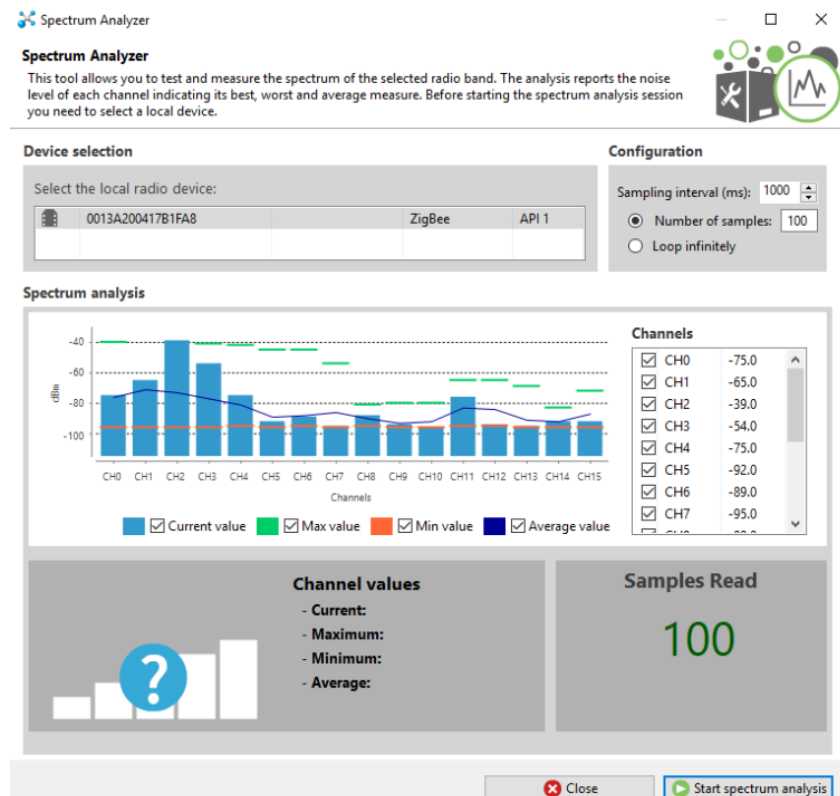 Spectrum Analyzer
Spectrum Analyzer
This tool allows you to test and measure the spectrum of the selected radio band. The analysis reports the noise
level of each channel indicating its best, worst and average measure. Before starting the spectrum analysis session
you need to select a local device.
Device selection
Select the local radio device:
0013A200417B1FA8 ZigBee API 1
Configuration
Sampling interval (ms): 1000
Number of samples: 100
Loop infinitely
Spectrum analysis
-40
-60
-80
-100
dBm
CH0 CH1 CH2 CH3 CH4 CH5 CH6 CH7 CH8 CH9 CH10 CH11 CH12 CH13 CH14 CH15
Channels
Current value Max value Min value Average value
Channels
CH0 -75.0
CH1 -65.0
CH2 -39.0
CH3 -54.0
CH4 -75.0
CH5 -92.0
CH6 -89.0
CH7 -95.0
?
Channel values
- Current:
- Maximum:
- Minimum:
- Average:
Samples Read
100
Close Start spectrum analysis